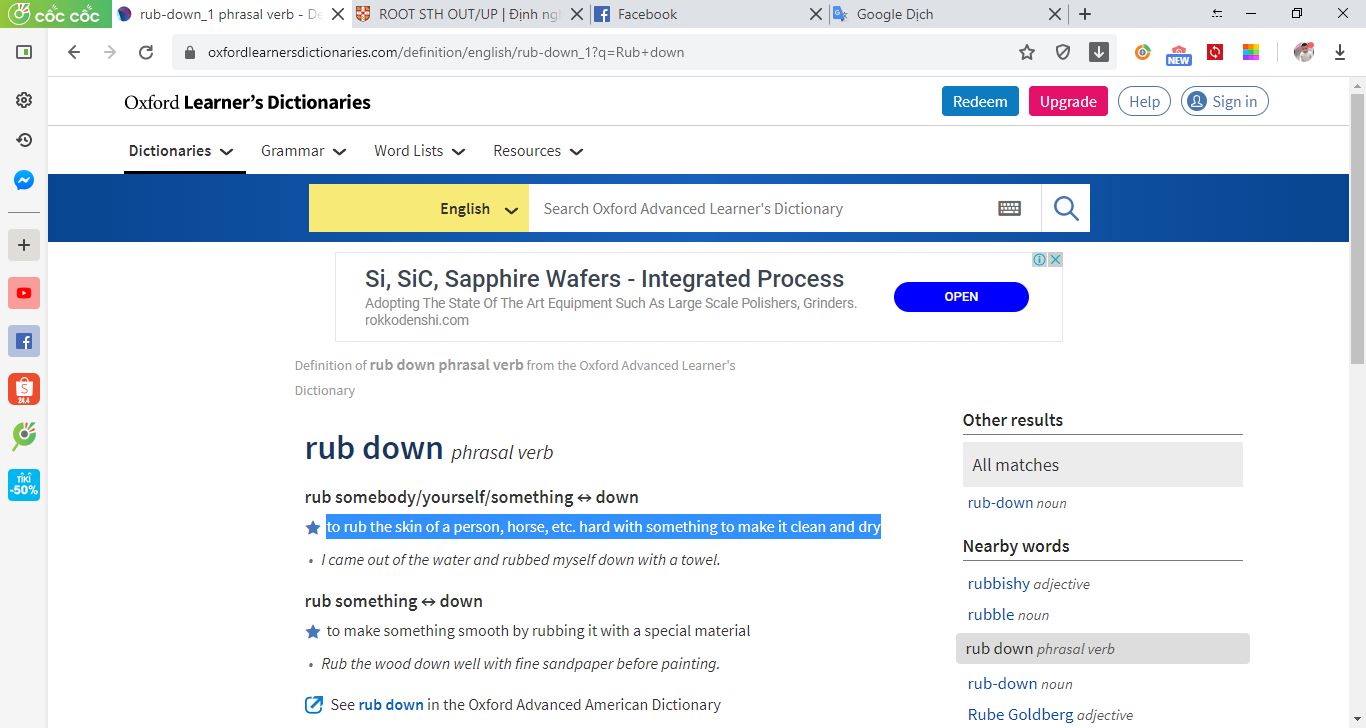 cốc cốc
rub-down_1 phrasal verb - De
ROOT STH OUT/UP | Định ng
Facebook
Google Dịch
oxfordlearnersdictionaries.com/definition/english/rub-down_1?q=Rub+down
NEW
Oxford Learner's Dictionaries
Redeem
Upgrade
Help
Sign in
Dictionaries
Grammar
Word Lists
Resources
English
Search Oxford Advanced Learner's Dictionary
Si, SiC, Sapphire Wafers - Integrated Process
Adopting The State Of The Art Equipment Such As Large Scale Polishers, Grinders.
rokkodenshi.com
OPEN
Definition of rub down phrasal verb from the Oxford Advanced Learner's
Dictionary
rub down phrasal verb
rub somebody/yourself/something ↔ down
to rub the skin of a person, horse, etc. hard with something to make it clean and dry
• I came out of the water and rubbed myself down with a towel.
rub something ↔ down
to make something smooth by rubbing it with a special material
• Rub the wood down well with fine sandpaper before painting.
See rub down in the Oxford Advanced American Dictionary
Other results
All matches
rub-down noun
Nearby words
rubbishy adjective
rubble noun
rub down phrasal verb
rub-down noun
Rube Goldberg adjective
24.4
TIKI
-50%